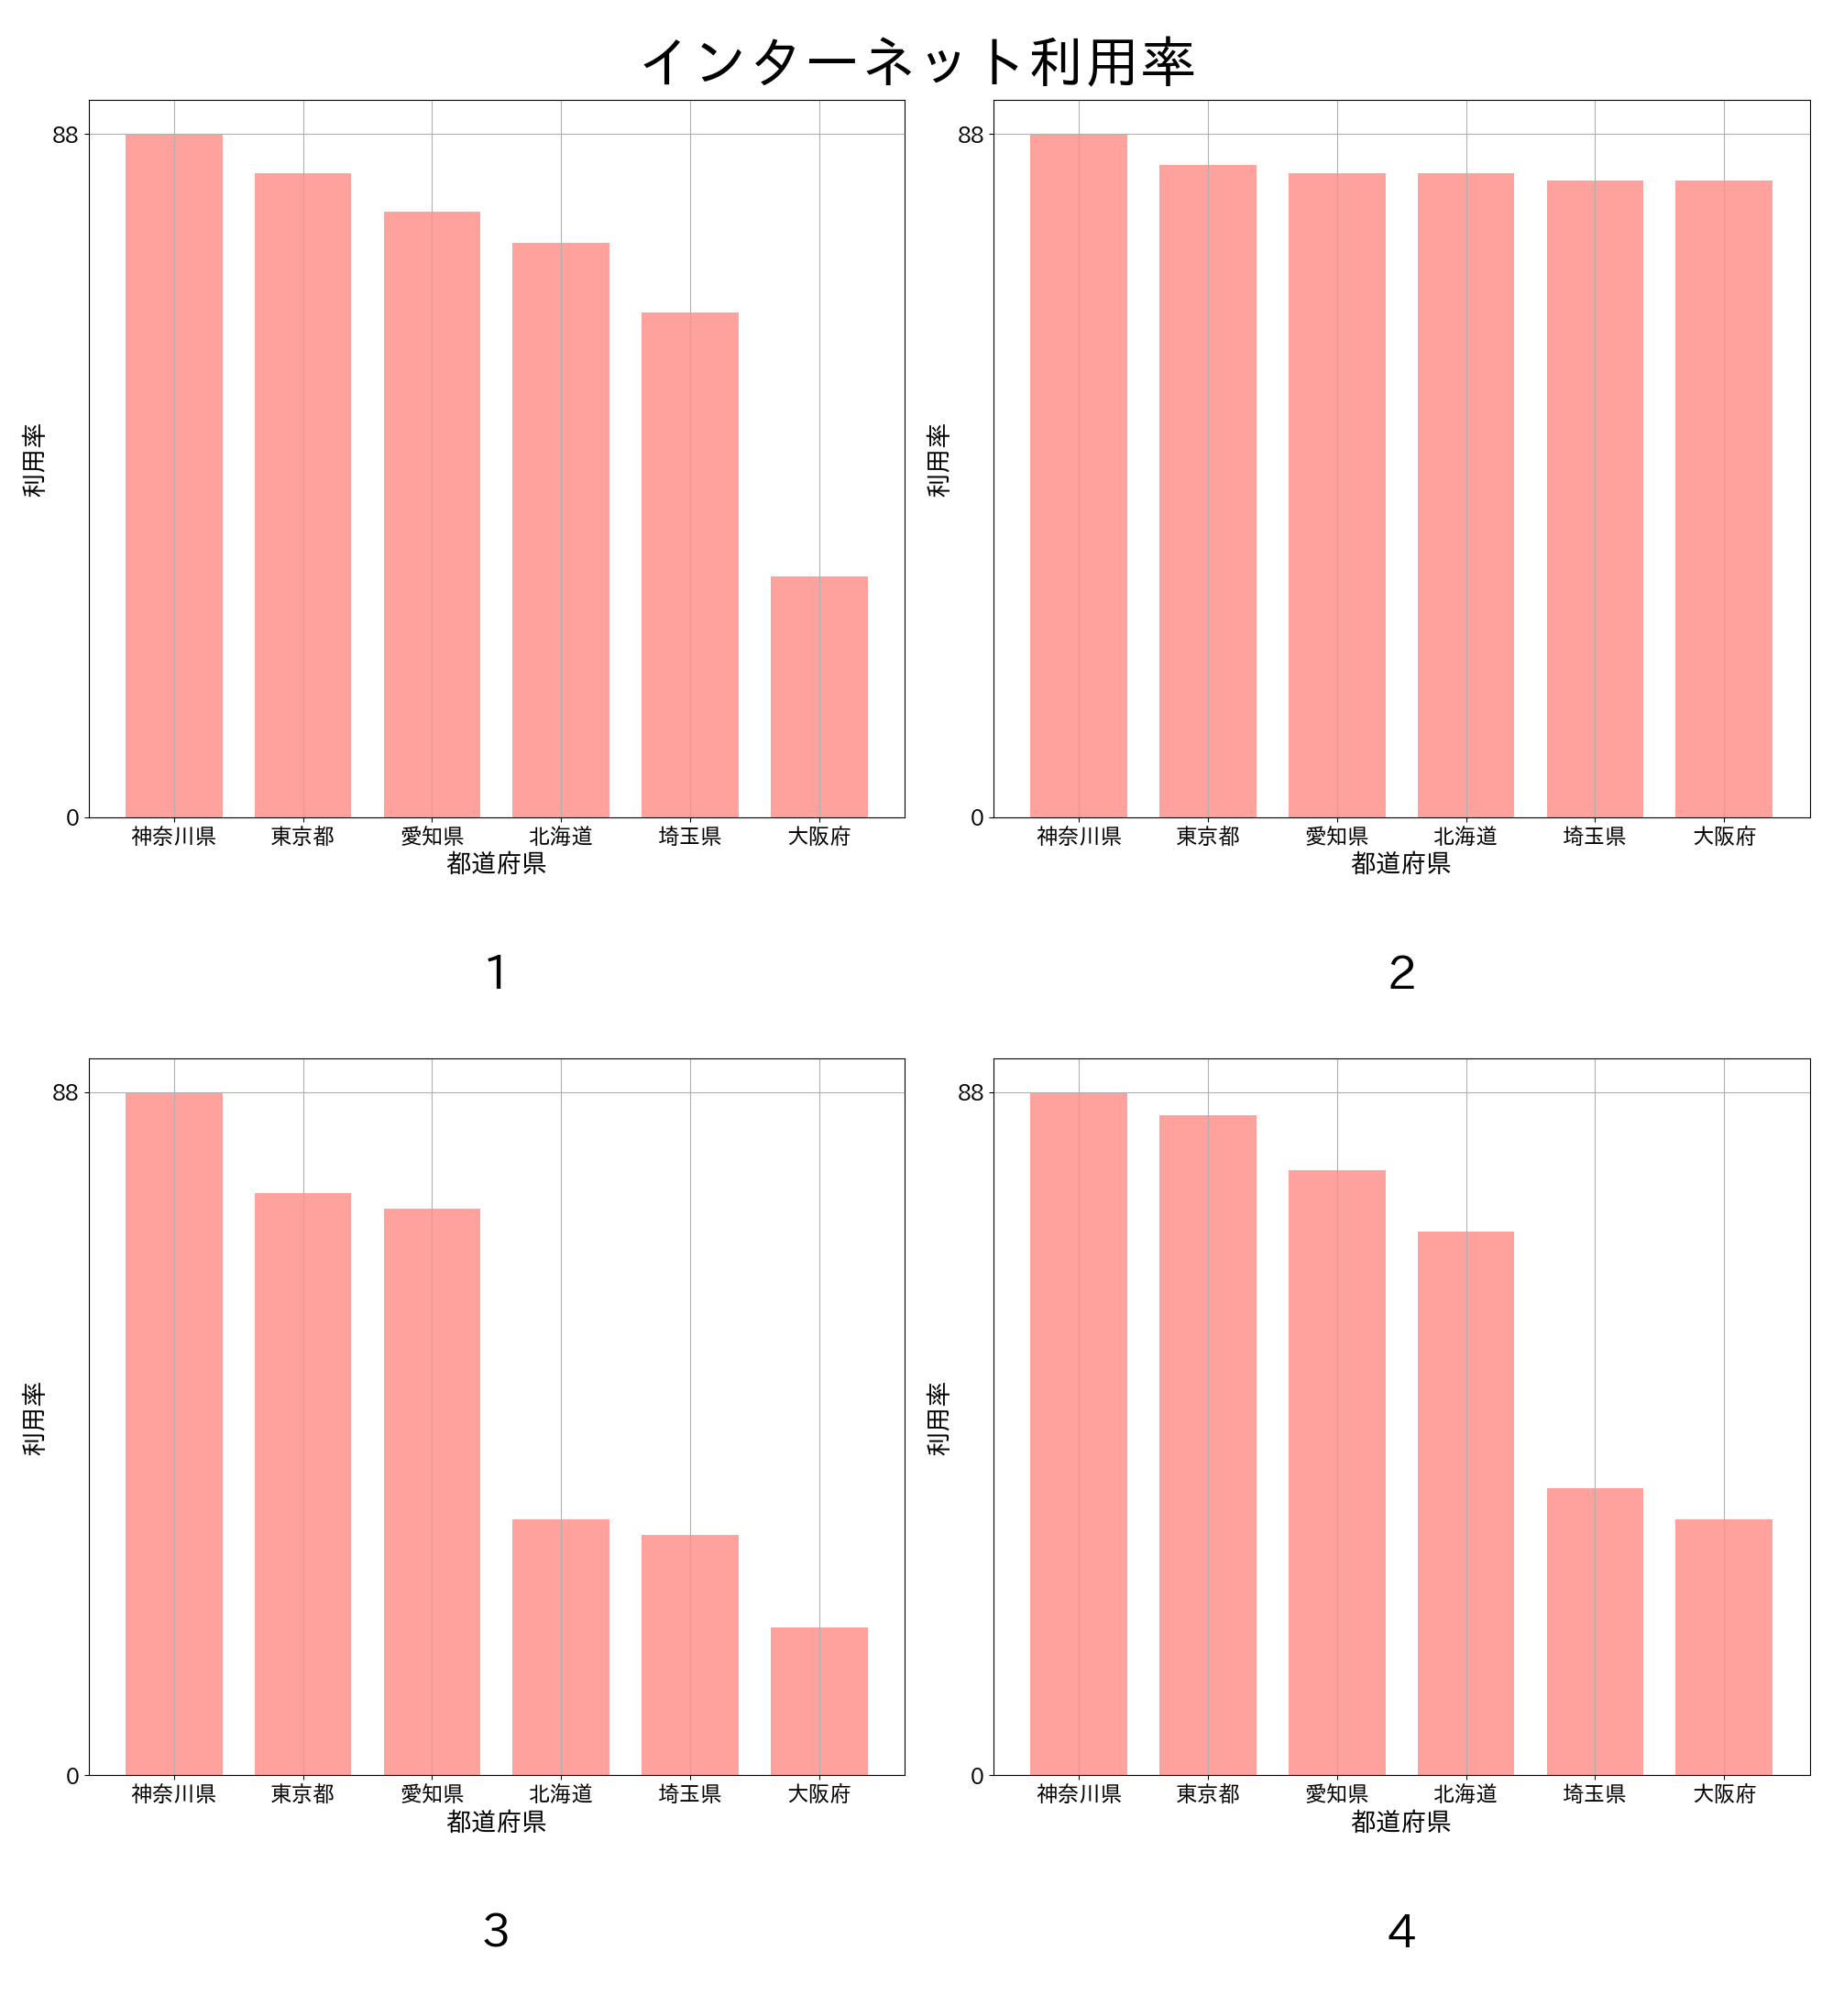 インターネット利用率
88
0
利用率
神奈川県 東京都 愛知県 北海道 埼玉県 大阪府
都道府県
1
88
0
利用率
神奈川県 東京都 愛知県 北海道 埼玉県 大阪府
都道府県
2
88
0
利用率
神奈川県 東京都 愛知県 北海道 埼玉県 大阪府
都道府県
3
88
0
利用率
神奈川県 東京都 愛知県 北海道 埼玉県 大阪府
都道府県
4